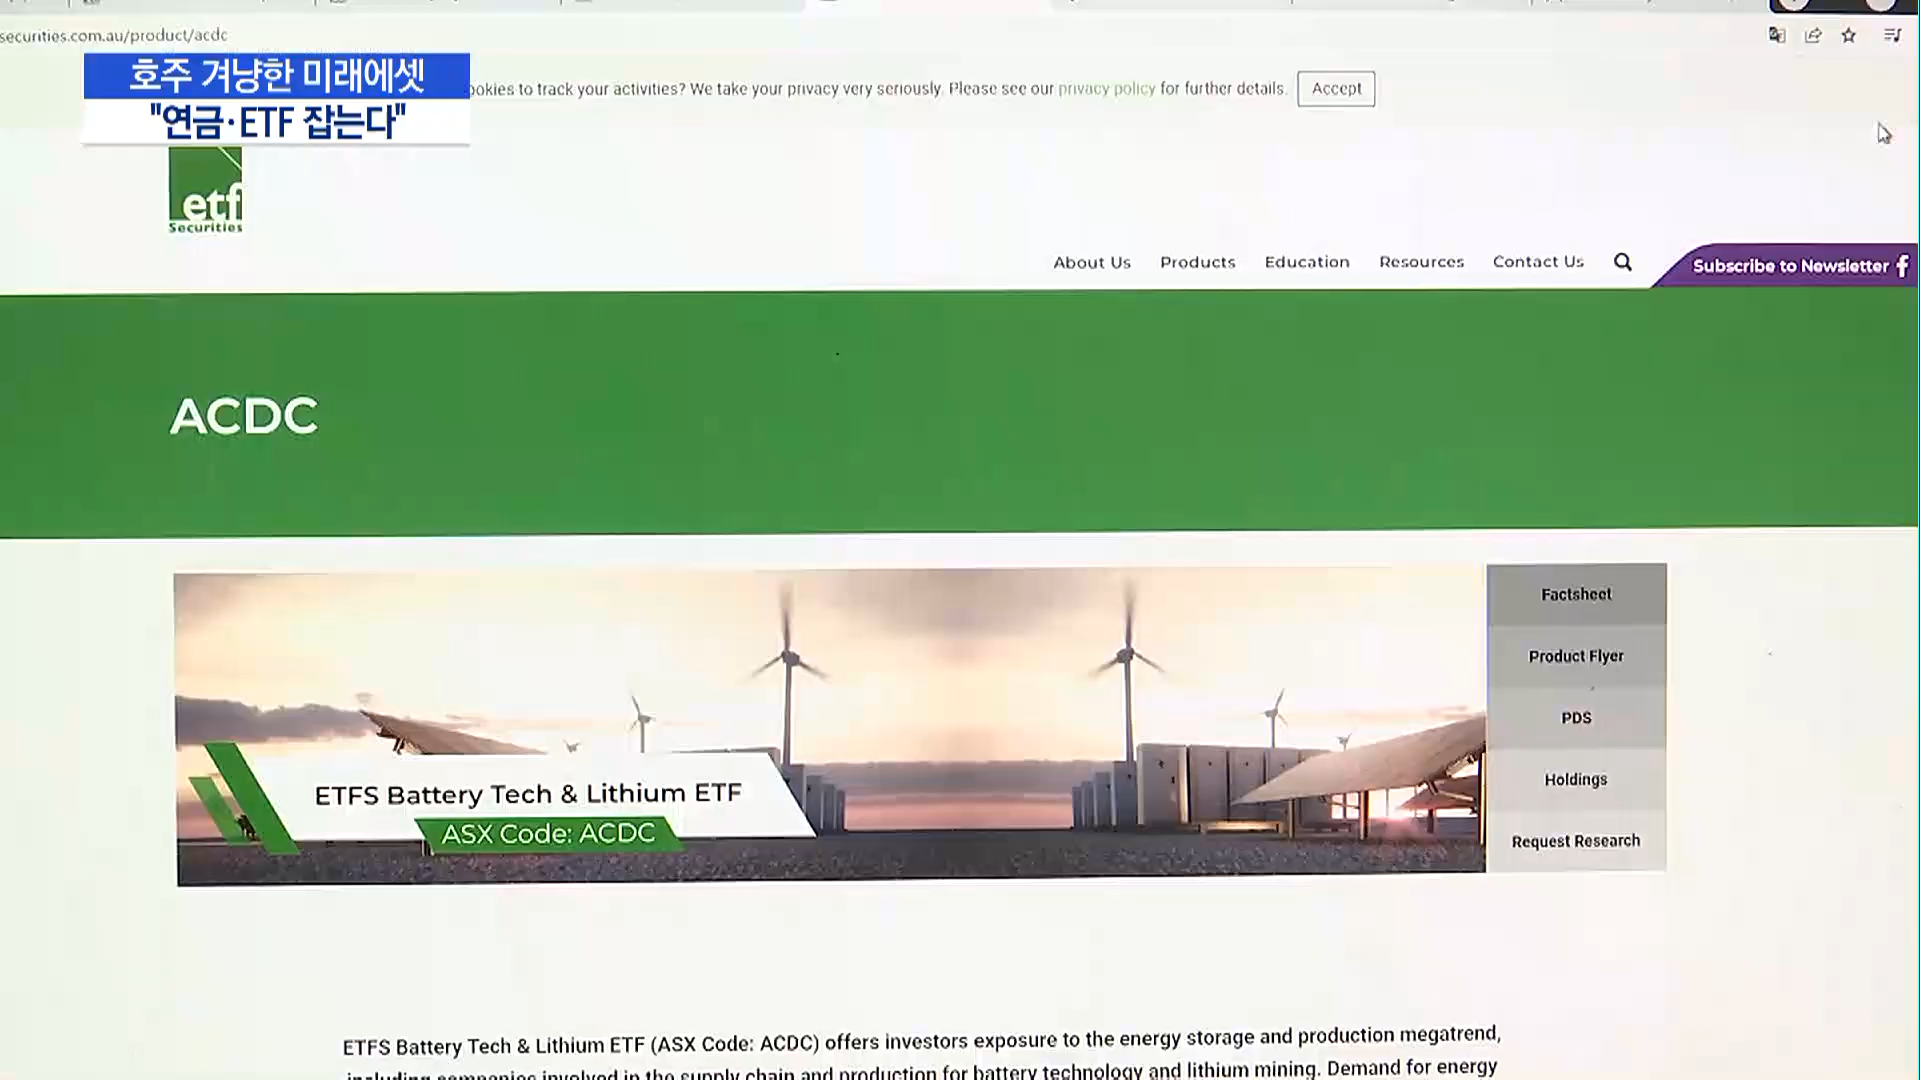 securities.com.au/product/acdc
호주 겨냥한 미래에셋
"연금·ETF 잡는다"
ookies to track your activities? We take your privacy very seriously. Please see our privacy policy for further details.
Accept
etf
Securities
About Us
Products
Education
Resources
Contact Us
Subscribe to Newsletter
ACDC
Factsheet
Product Flyer
PDS
Holdings
Request Research
ETFS Battery Tech & Lithium ETF
ASX Code: ACDC
ETFS Battery Tech & Lithium ETF (ASX Code: ACDC) offers investors exposure to the energy storage and production megatrend,
including companies involved in the supply chain and production for battery technology and lithium mining. Demand for energy